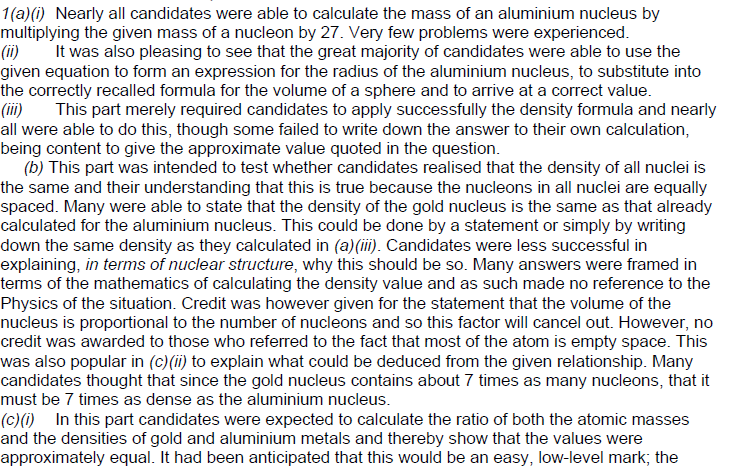 1(a)(i) Nearly all candidates were able to calculate the mass of an aluminium nucleus by
multiplying the given mass of a nucleon by 27. Very few problems were experienced.
(ii) It was also pleasing to see that the great majority of candidates were able to use the
given equation to form an expression for the radius of the aluminium nucleus, to substitute into
the correctly recalled formula for the volume of a sphere and to arrive at a correct value.
(iii) This part merely required candidates to apply successfully the density formula and nearly
all were able to do this, though some failed to write down the answer to their own calculation,
being content to give the approximate value quoted in the question.
(b) This part was intended to test whether candidates realised that the density of all nuclei is
the same and their understanding that this is true because the nucleons in all nuclei are equally
spaced. Many were able to state that the density of the gold nucleus is the same as that already
calculated for the aluminium nucleus. This could be done by a statement or simply by writing
down the same density as they calculated in (a)(iii). Candidates were less successful in
explaining, in terms of nuclear structure, why this should be so. Many answers were framed in
terms of the mathematics of calculating the density value and as such made no reference to the
Physics of the situation. Credit was however given for the statement that the volume of the
nucleus is proportional to the number of nucleons and so this factor will cancel out. However, no
credit was awarded to those who referred to the fact that most of the atom is empty space. This
was also popular in (c)(ii) to explain what could be deduced from the given relationship. Many
candidates thought that since the gold nucleus contains about 7 times as many nucleons, that it
must be 7 times as dense as the aluminium nucleus.
(c)(i) In this part candidates were expected to calculate the ratio of both the atomic masses
and the densities of gold and aluminium metals and thereby show that the values were
approximately equal. It had been anticipated that this would be an easy, low-level mark; the